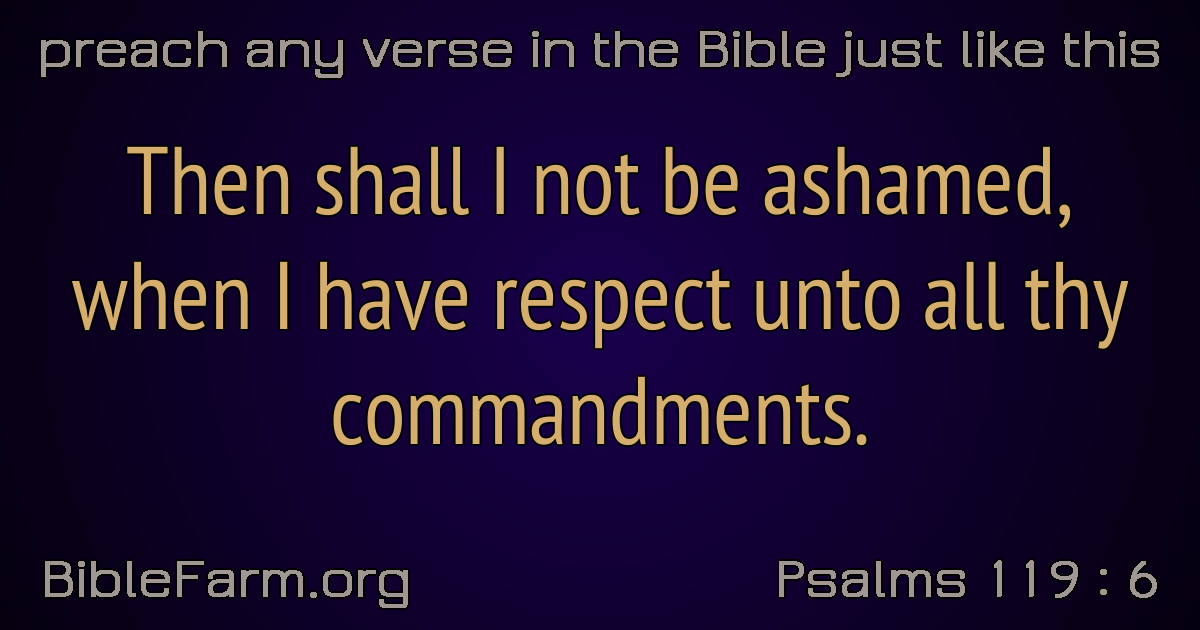 preach any verse in the Bible just like this
Then shall I not be ashamed,
when I have respect unto all thy
commandments.
BibleFarm.org
Psalms 119 : 6